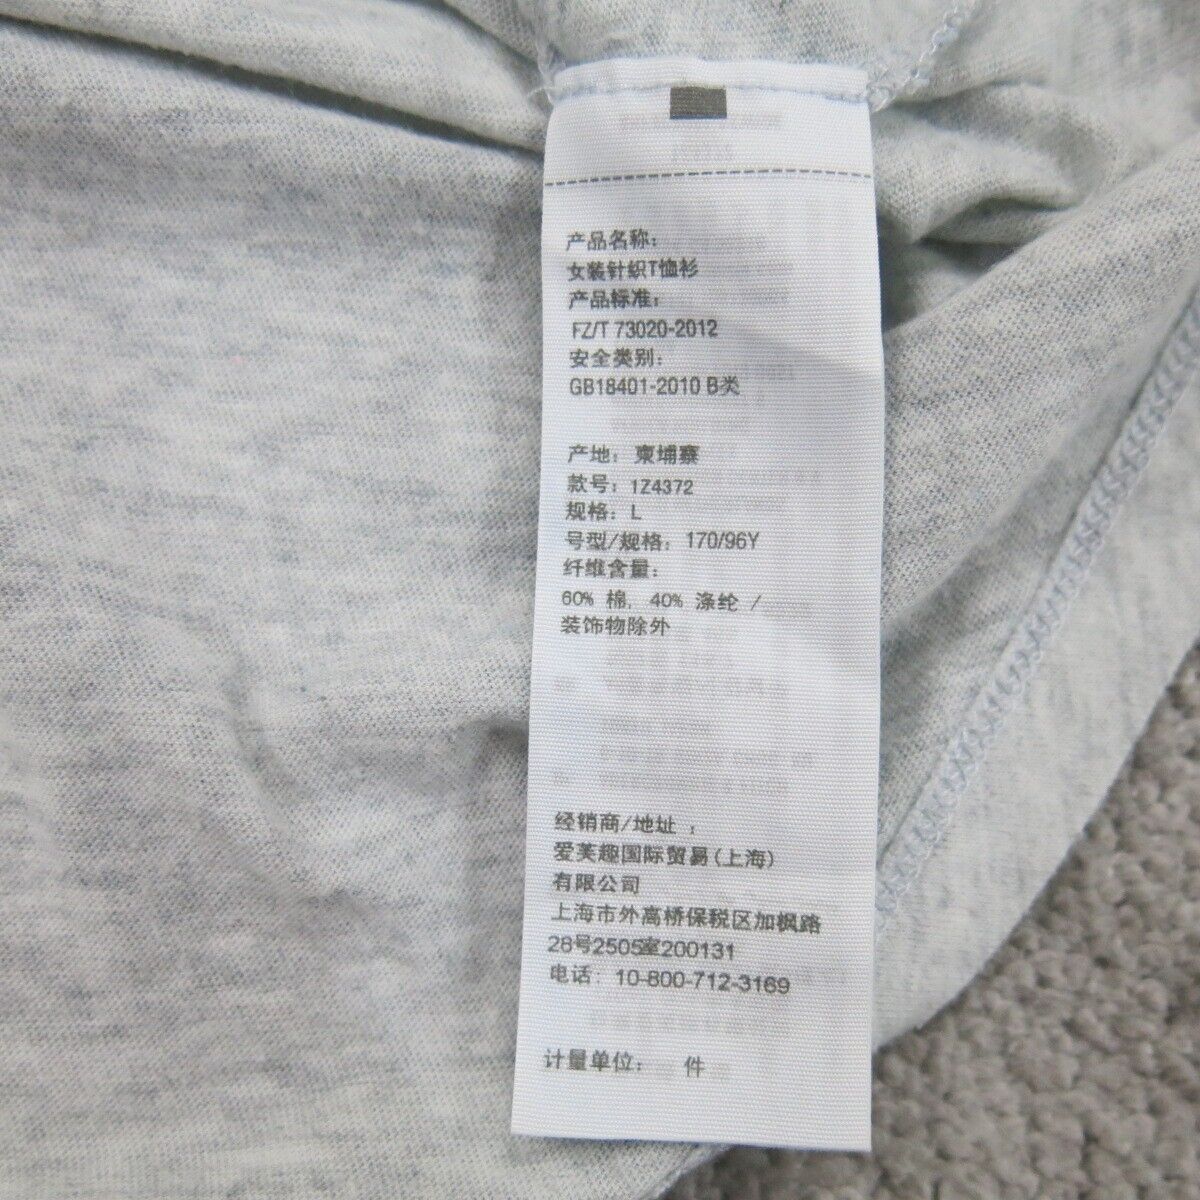 产品名称:
女装针织T恤衫
产品标准:
FZ/T 73020-2012
安全类别:
GB18401-2010 B类
产地: 柬埔寨
款号: 1Z4372
规格: L
号型/规格: 170/96Y
纤维含量:
60% 棉, 40% 涤纶 /
装饰物除外
经销商/地址 :
爱芙趣国际贸易(上海)
有限公司
上海市外高桥保税区加枫路
28号2505室200131
电话: 10-800-712-3169
计量单位: 件